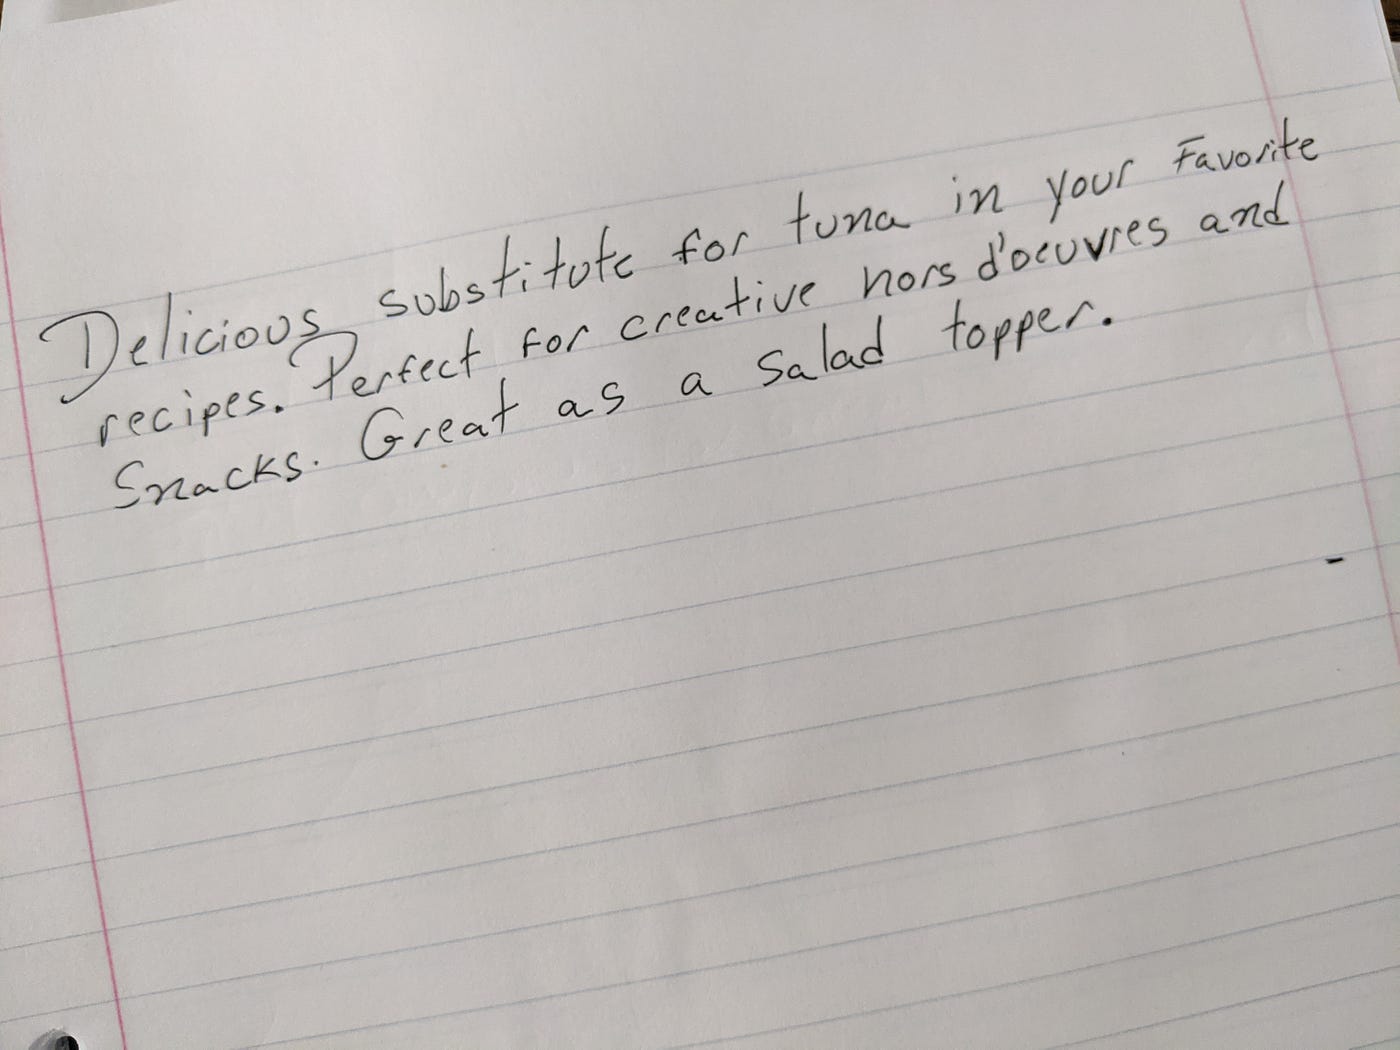 Delicious substitute for tuna in your Favorite
recipes. Perfect for creative hors d'oeuvres and
Snacks. Great as a salad topper.